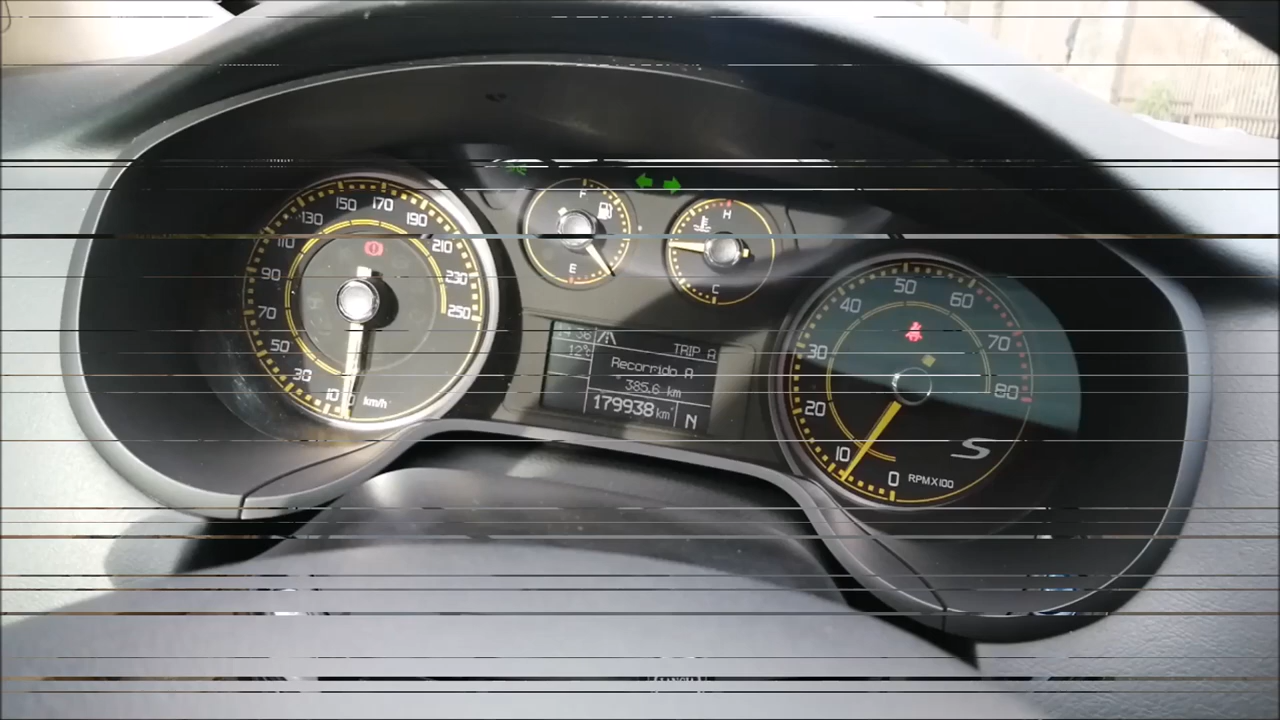 10 30 50 70 90 110 130 150 170 190 210 230 250
km/h
F
E
H
C
TRIP A
12°c
Recorrido A
385.6 km
179938 km
N
0 10 20 30 40 50 60 70 80
RPMX100
S